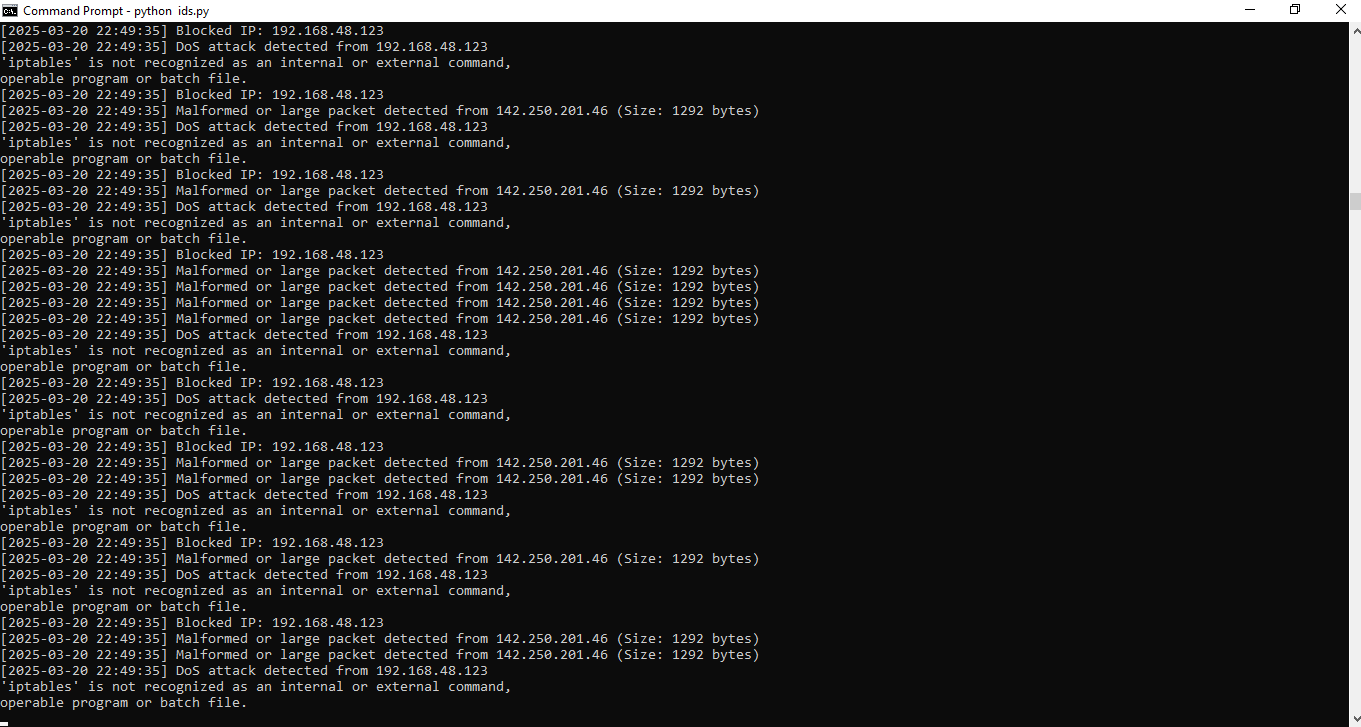 Command Prompt - python  ids.py
[2025-03-20 22:49:35] Blocked IP: 192.168.48.123
[2025-03-20 22:49:35] DoS attack detected from 192.168.48.123
'iptables' is not recognized as an internal or external command,
operable program or batch file.
[2025-03-20 22:49:35] Blocked IP: 192.168.48.123
[2025-03-20 22:49:35] Malformed or large packet detected from 142.250.201.46 (Size: 1292 bytes)
[2025-03-20 22:49:35] DoS attack detected from 192.168.48.123
'iptables' is not recognized as an internal or external command,
operable program or batch file.
[2025-03-20 22:49:35] Blocked IP: 192.168.48.123
[2025-03-20 22:49:35] Malformed or large packet detected from 142.250.201.46 (Size: 1292 bytes)
[2025-03-20 22:49:35] DoS attack detected from 192.168.48.123
'iptables' is not recognized as an internal or external command,
operable program or batch file.
[2025-03-20 22:49:35] Blocked IP: 192.168.48.123
[2025-03-20 22:49:35] Malformed or large packet detected from 142.250.201.46 (Size: 1292 bytes)
[2025-03-20 22:49:35] Malformed or large packet detected from 142.250.201.46 (Size: 1292 bytes)
[2025-03-20 22:49:35] Malformed or large packet detected from 142.250.201.46 (Size: 1292 bytes)
[2025-03-20 22:49:35] Malformed or large packet detected from 142.250.201.46 (Size: 1292 bytes)
[2025-03-20 22:49:35] DoS attack detected from 192.168.48.123
'iptables' is not recognized as an internal or external command,
operable program or batch file.
[2025-03-20 22:49:35] Blocked IP: 192.168.48.123
[2025-03-20 22:49:35] DoS attack detected from 192.168.48.123
'iptables' is not recognized as an internal or external command,
operable program or batch file.
[2025-03-20 22:49:35] Blocked IP: 192.168.48.123
[2025-03-20 22:49:35] Malformed or large packet detected from 142.250.201.46 (Size: 1292 bytes)
[2025-03-20 22:49:35] Malformed or large packet detected from 142.250.201.46 (Size: 1292 bytes)
[2025-03-20 22:49:35] DoS attack detected from 192.168.48.123
'iptables' is not recognized as an internal or external command,
operable program or batch file.
[2025-03-20 22:49:35] Blocked IP: 192.168.48.123
[2025-03-20 22:49:35] Malformed or large packet detected from 142.250.201.46 (Size: 1292 bytes)
[2025-03-20 22:49:35] DoS attack detected from 192.168.48.123
'iptables' is not recognized as an internal or external command,
operable program or batch file.
[2025-03-20 22:49:35] Blocked IP: 192.168.48.123
[2025-03-20 22:49:35] Malformed or large packet detected from 142.250.201.46 (Size: 1292 bytes)
[2025-03-20 22:49:35] Malformed or large packet detected from 142.250.201.46 (Size: 1292 bytes)
[2025-03-20 22:49:35] DoS attack detected from 192.168.48.123
'iptables' is not recognized as an internal or external command,
operable program or batch file.